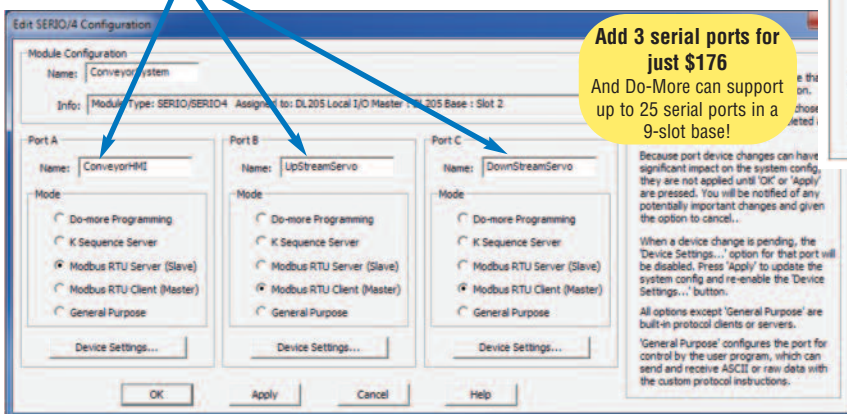 Edit SERIO/4 Configuration
Add 3 serial ports for
just $176
And Do-More can support
up to 25 serial ports in a
9-slot base!
Module Configuration
Name: ConveyorSystem
Info: Module Type: SERIO/SERIO4 Assigned to: DL205 Local I/O Master : DL205 Base : Slot 2
Port A
Name: ConveyorHMI
Mode
Do-more Programming
K Sequence Server
Modbus RTU Server (Slave)
Modbus RTU Client (Master)
General Purpose
Device Settings...
Port B
Name: UpStreamServo
Mode
Do-more Programming
K Sequence Server
Modbus RTU Server (Slave)
Modbus RTU Client (Master)
General Purpose
Device Settings...
Port C
Name: DownStreamServo
Mode
Do-more Programming
K Sequence Server
Modbus RTU Server (Slave)
Modbus RTU Client (Master)
General Purpose
Device Settings...
Because port device changes can have
significant impact on the system config,
they are not applied until 'OK' or 'Apply'
are pressed. You will be notified of any
potentially important changes and given
the option to cancel..
When a device change is pending, the
'Device Settings...' option for that port will
be disabled. Press 'Apply' to update the
system config and re-enable the 'Device
Settings...' button.
All options except 'General Purpose' are
built-in protocol clients or servers.
'General Purpose' configures the port for
control by the user program, which can
send and receive ASCII or raw data with
the custom protocol instructions.
OK
Apply
Cancel
Help